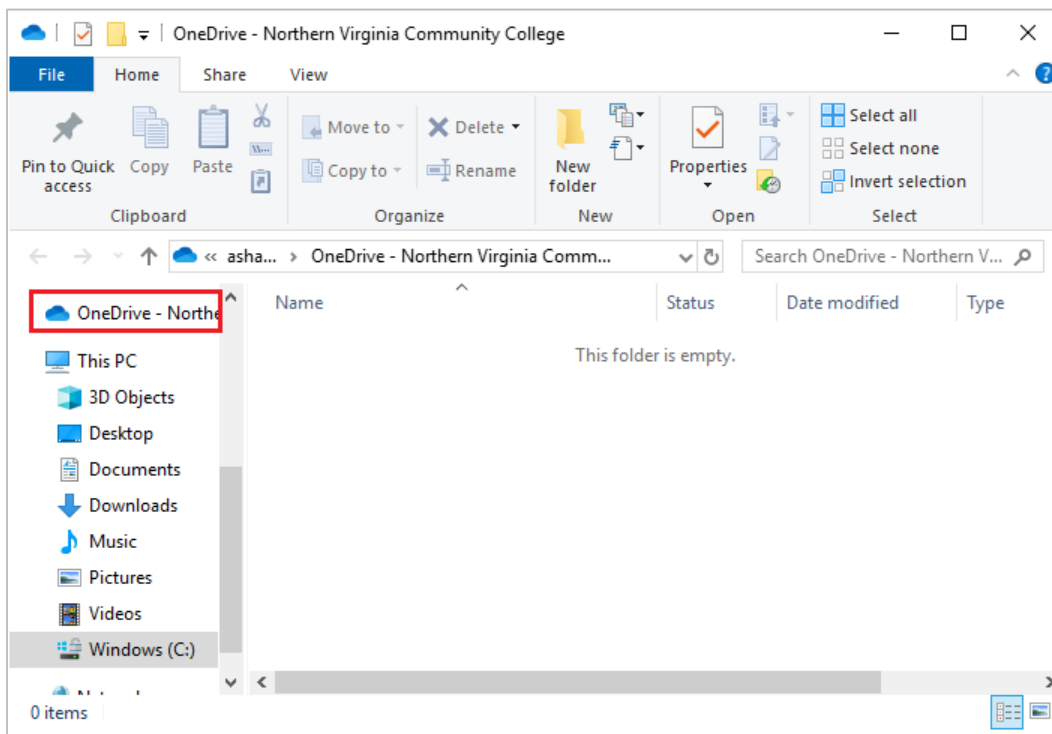 OneDrive - Northern Virginia Community College
File Home Share View
Pin to Quick access
Copy
Paste
Move to
Copy to
Delete
Rename
New folder
Properties
Select all
Select none
Invert selection
Clipboard Organize New Open Select
« asha... › OneDrive - Northern Virginia Comm...
Search OneDrive - Northern V...
Name Status Date modified Type
This folder is empty.
OneDrive - Northe
This PC
3D Objects
Desktop
Documents
Downloads
Music
Pictures
Videos
Windows (C:)
0 items